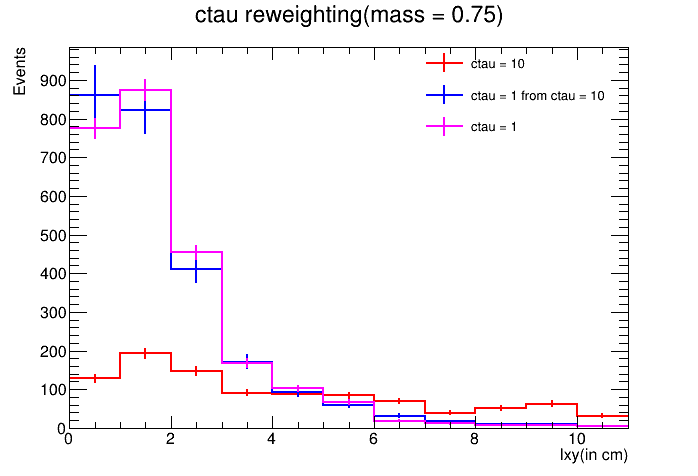 ctau reweighting(mass = 0.75)
Events
ctau = 10
ctau = 1 from ctau = 10
ctau = 1
900
800
700
600
500
400
300
200
100
0
0 2 4 6 8 10
lxy(in cm)